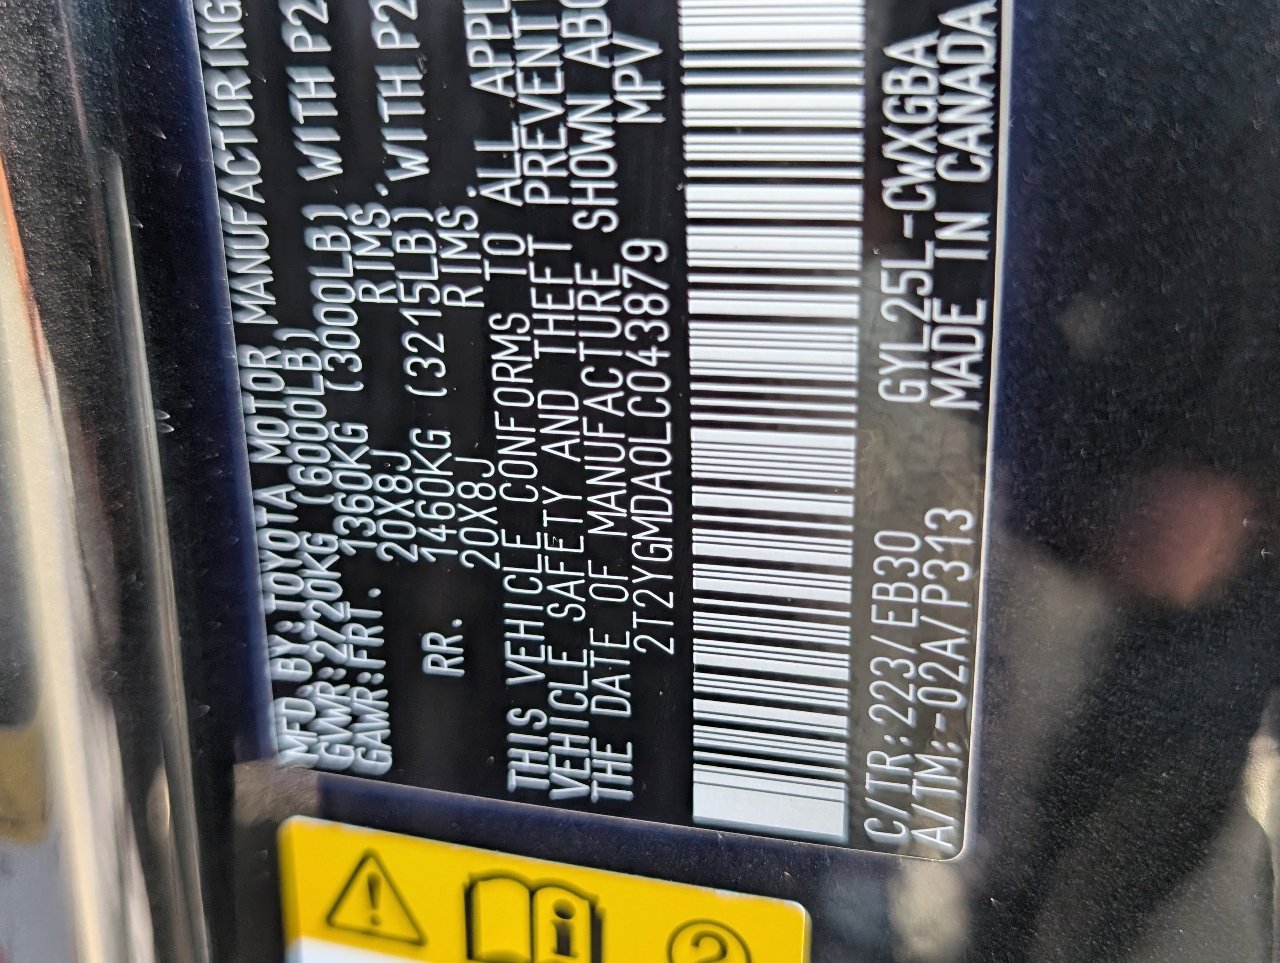 MFD.BY:TOYOTA MOTOR MANUFACTURING
GVWR:2720KG (6000LB)
GAWR:FRT. 1360KG (3000LB) WITH P2
20X8J RIMS.
RR. 1460KG (3215LB) WITH P2
20X8J RIMS.
THIS VEHICLE CONFORMS TO ALL APPL
VEHICLE SAFETY AND THEFT PREVENTI
THE DATE OF MANUFACTURE SHOWN ABO
2T2YGMDA0LC043879 MPV
C/TR:223/EB30 GYL25L-CWXGBA
A/TM:-02A/P313 MADE IN CANADA